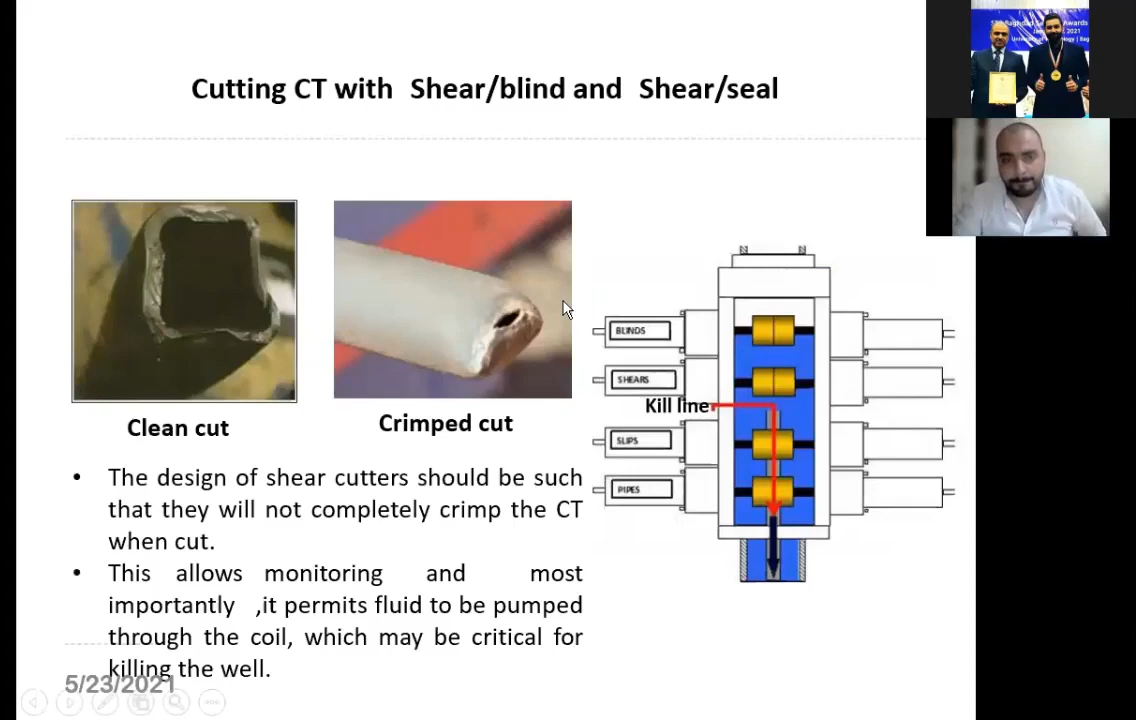 Cutting CT with Shear/blind and Shear/seal
Clean cut
Crimped cut
BLINDS
SHEARS
Kill line
SLIPS
PIPES
• The design of shear cutters should be such
that they will not completely crimp the CT
when cut.
• This allows monitoring and most
importantly ,it permits fluid to be pumped
through the coil, which may be critical for
killing the well.
5/23/2021
Baghdad
Awards
2021